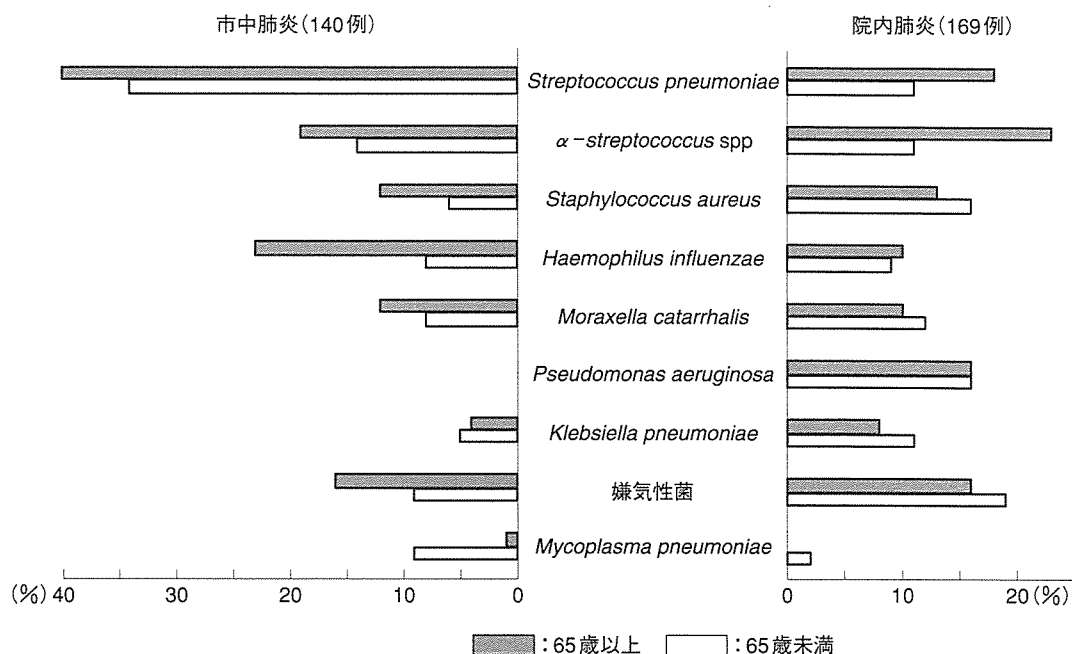 市中肺炎(140例)
院内肺炎(169例)
Streptococcus pneumoniae
α-streptococcus spp
Staphylococcus aureus
Haemophilus influenzae
Moraxella catarrhalis
Pseudomonas aeruginosa
Klebsiella pneumoniae
嫌気性菌
Mycoplasma pneumoniae
(%) 40 30 20 10 0
0 10 20 (%)
:65歳以上 :65歳未満